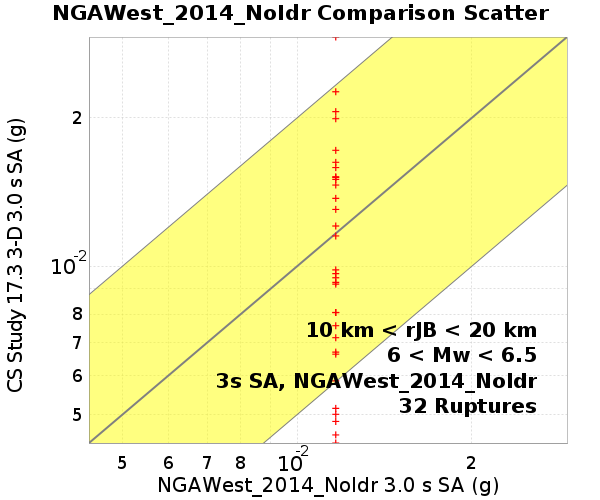 NGAWest_2014_NoIdr Comparison Scatter
CS Study 17.3 3-D 3.0 s SA (g)
2
10-2
8
7
6
5
10 km < rJB < 20 km
6 < Mw < 6.5
3s SA, NGAWest_2014_NoIdr
32 Ruptures
5 6 7 8 10-2 2
NGAWest_2014_NoIdr 3.0 s SA (g)